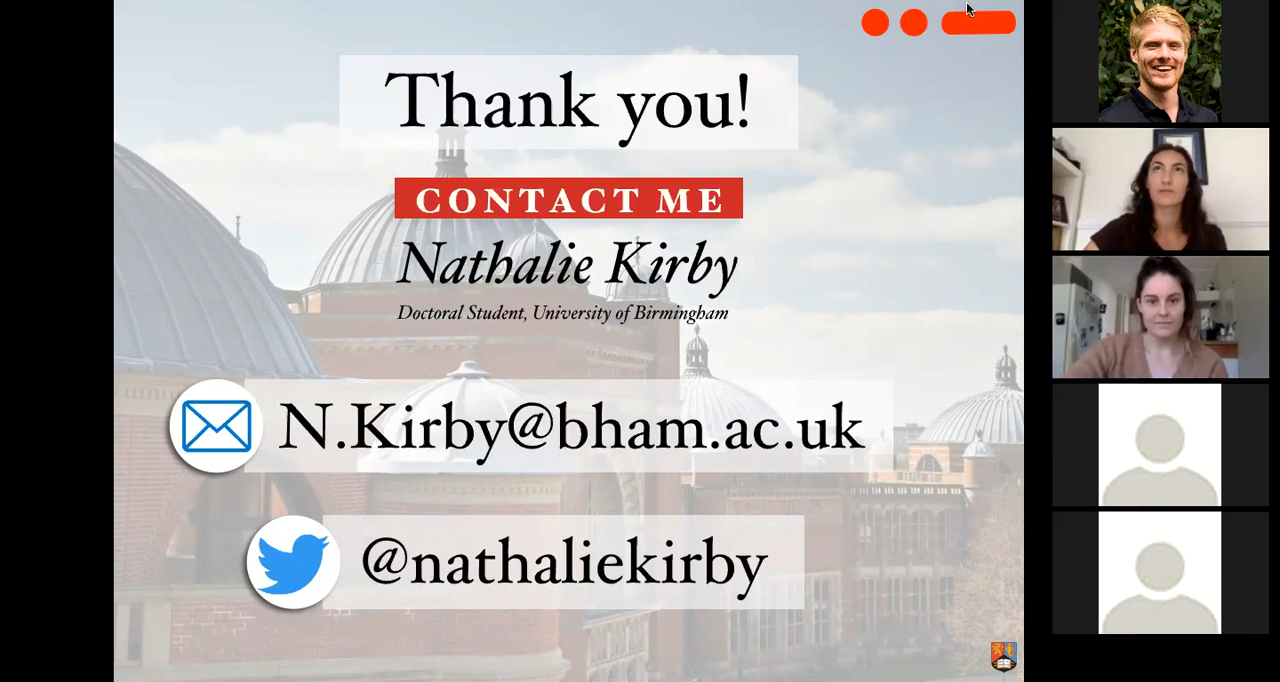 Thank you!
CONTACT ME
Nathalie Kirby
Doctoral Student, University of Birmingham
N.Kirby@bham.ac.uk
@nathaliekirby